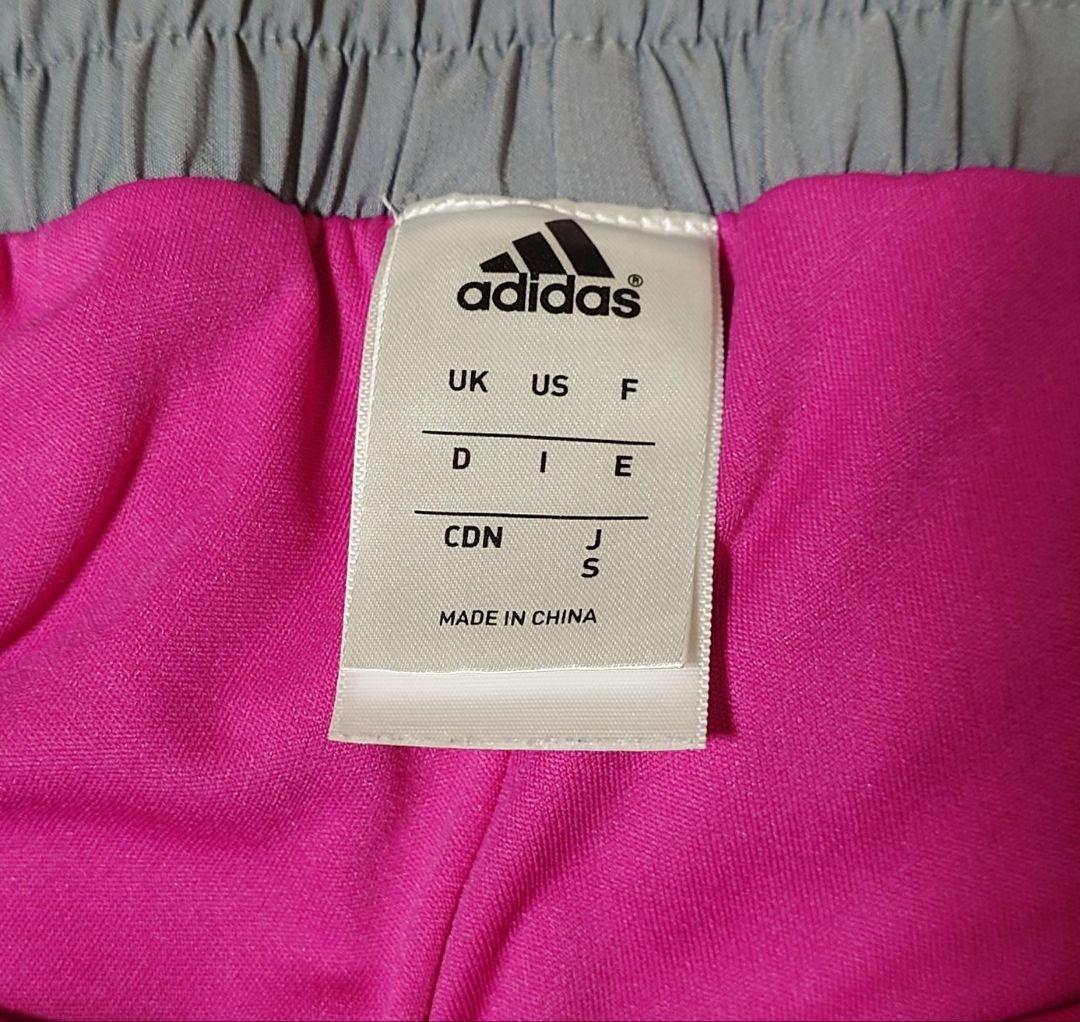 adidas®
UK US F
D I E
CDN J
S
MADE IN CHINA